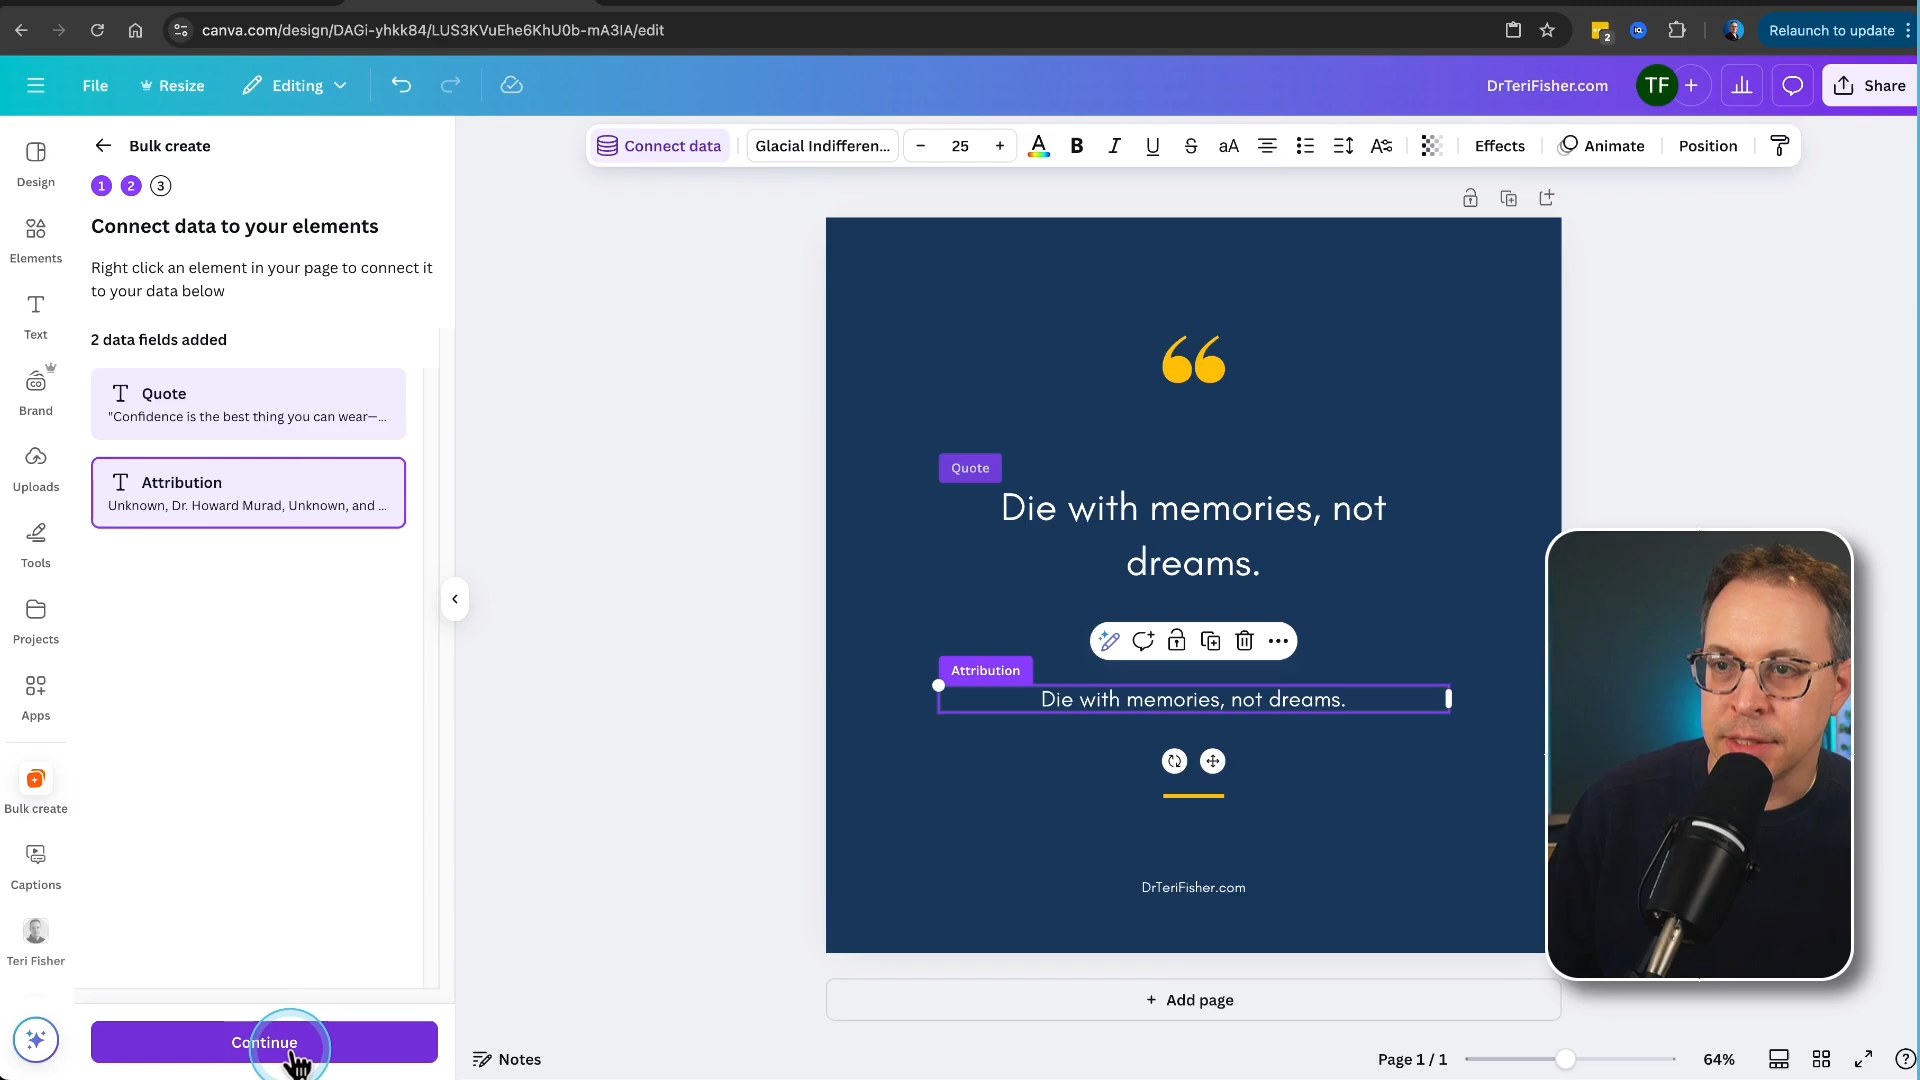 canva.com/design/DAGi-yhkk84/LUS3KVuEhe6KhU0b-mA3IA/edit
2
Relaunch to update
File
Resize
Editing
DrTeriFisher.com
TF
Share
Design
Elements
Text
Brand
Uploads
Tools
Projects
Apps
Bulk create
Captions
Teri Fisher
Bulk create
1 2 3
Connect data to your elements
Right click an element in your page to connect it
to your data below
2 data fields added
Quote
"Confidence is the best thing you can wear—...
Attribution
Unknown, Dr. Howard Murad, Unknown, and ...
Continue
Connect data
Glacial Indifferen...
25
Effects
Animate
Position
Quote
Die with memories, not
dreams.
Attribution
Die with memories, not dreams.
DrTeriFisher.com
+ Add page
Notes
Page 1 / 1
64%